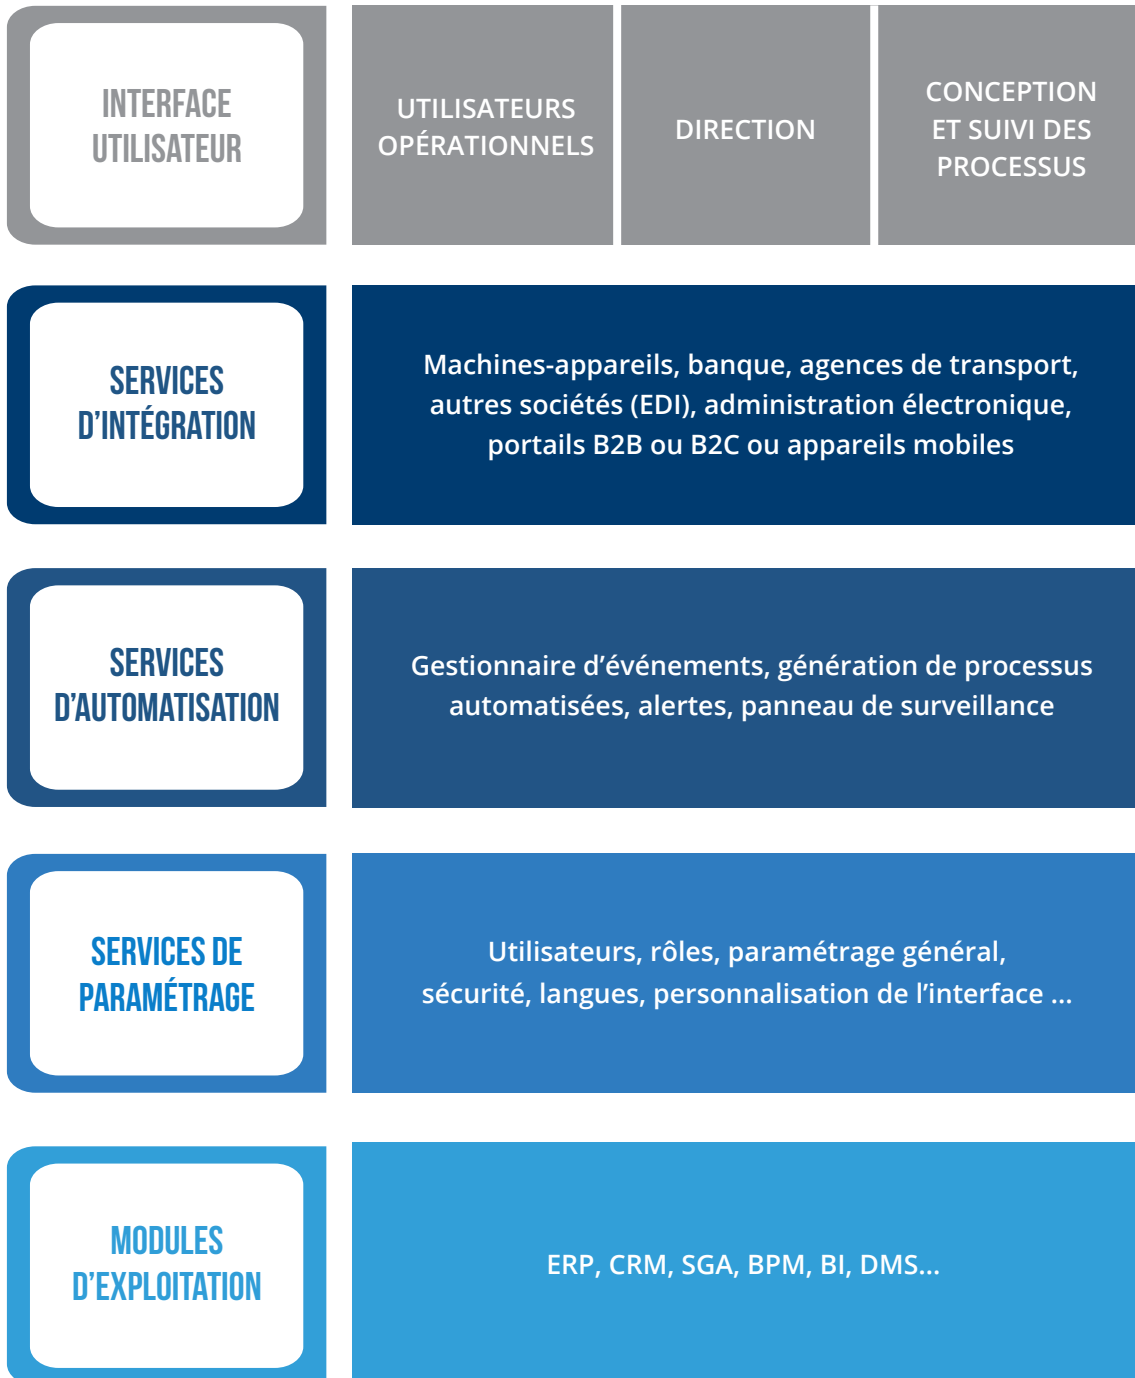 INTERFACE
UTILISATEUR
UTILISATEURS
OPÉRATIONNELS
DIRECTION
CONCEPTION
ET SUIVI DES
PROCESSUS
SERVICES
D’INTÉGRATION
Machines-appareils, banque, agences de transport,
autres sociétés (EDI), administration électronique,
portails B2B ou B2C ou appareils mobiles
SERVICES
D’AUTOMATISATION
Gestionnaire d’événements, génération de processus
automatisées, alertes, panneau de surveillance
SERVICES DE
PARAMÉTRAGE
Utilisateurs, rôles, paramétrage général,
sécurité, langues, personnalisation de l’interface ...
MODULES
D’EXPLOITATION
ERP, CRM, SGA, BPM, BI, DMS...